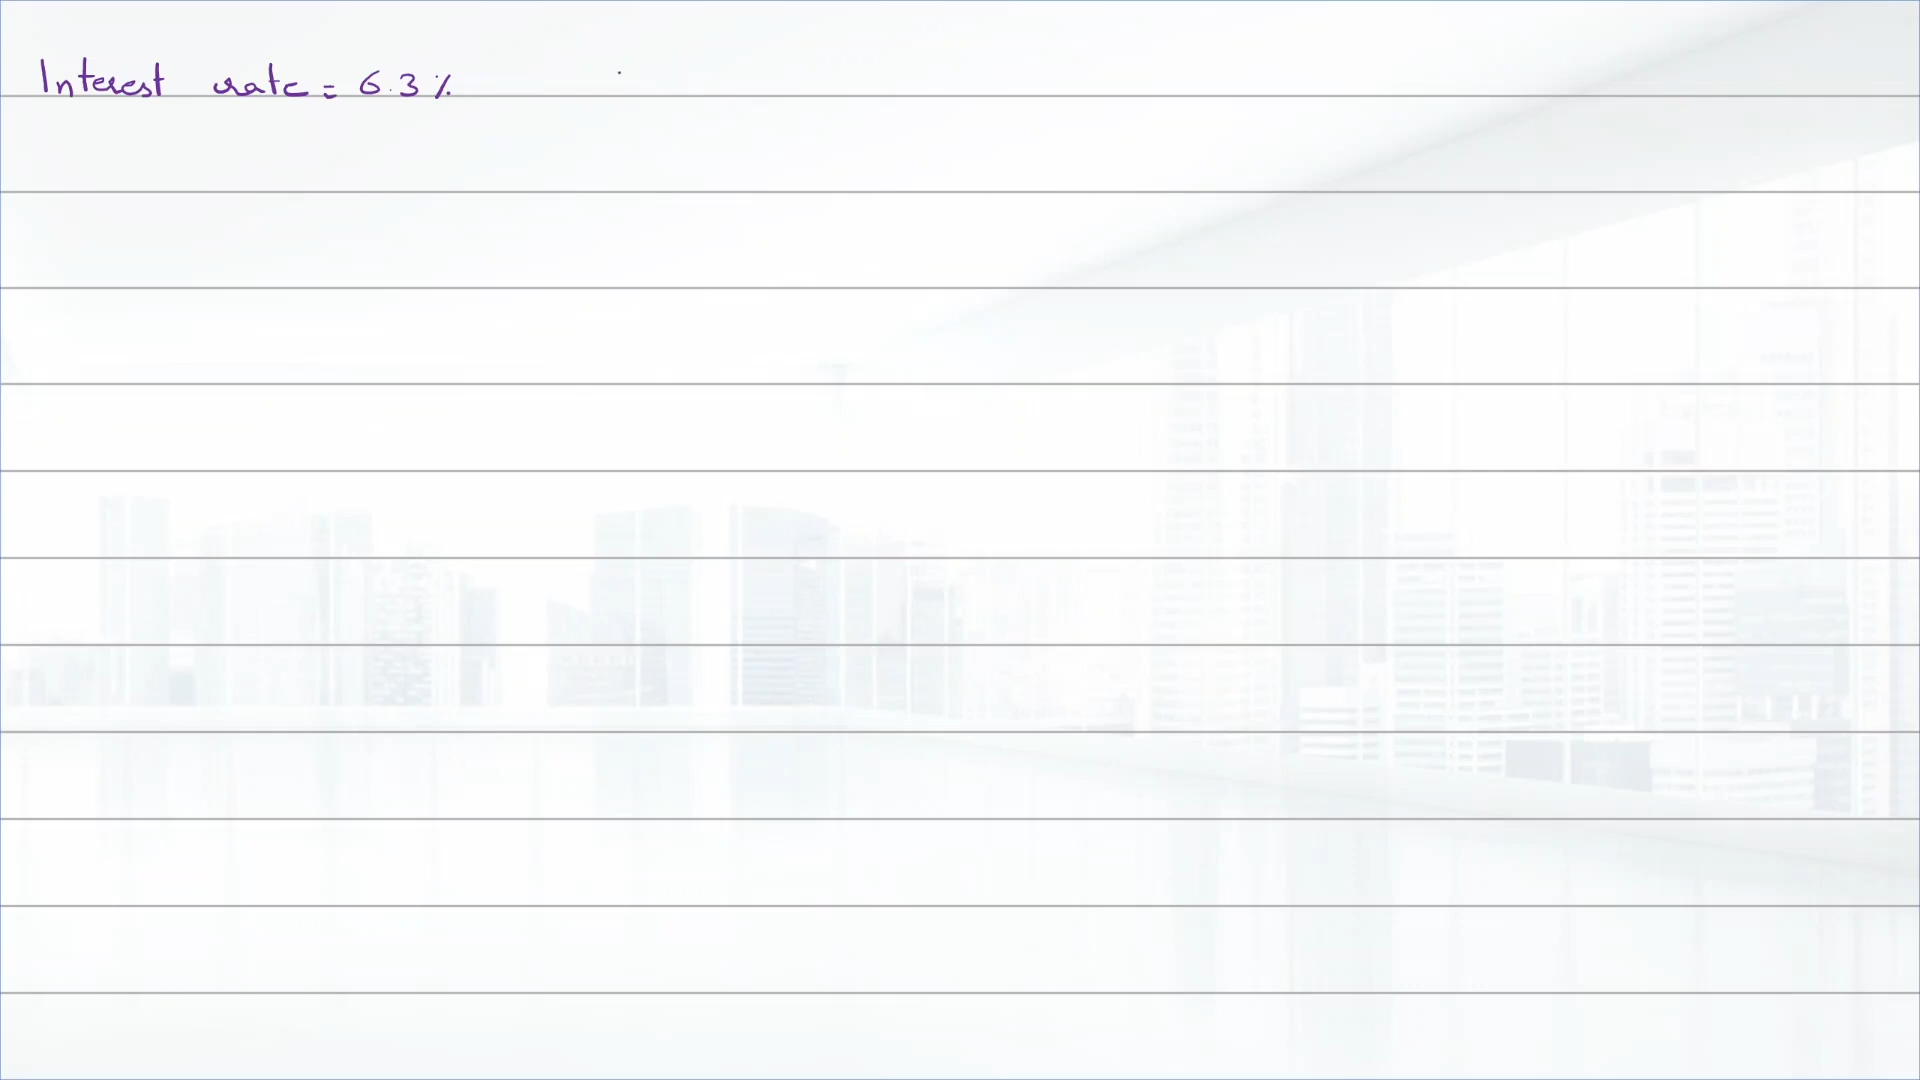 Interest rate = 6.3%